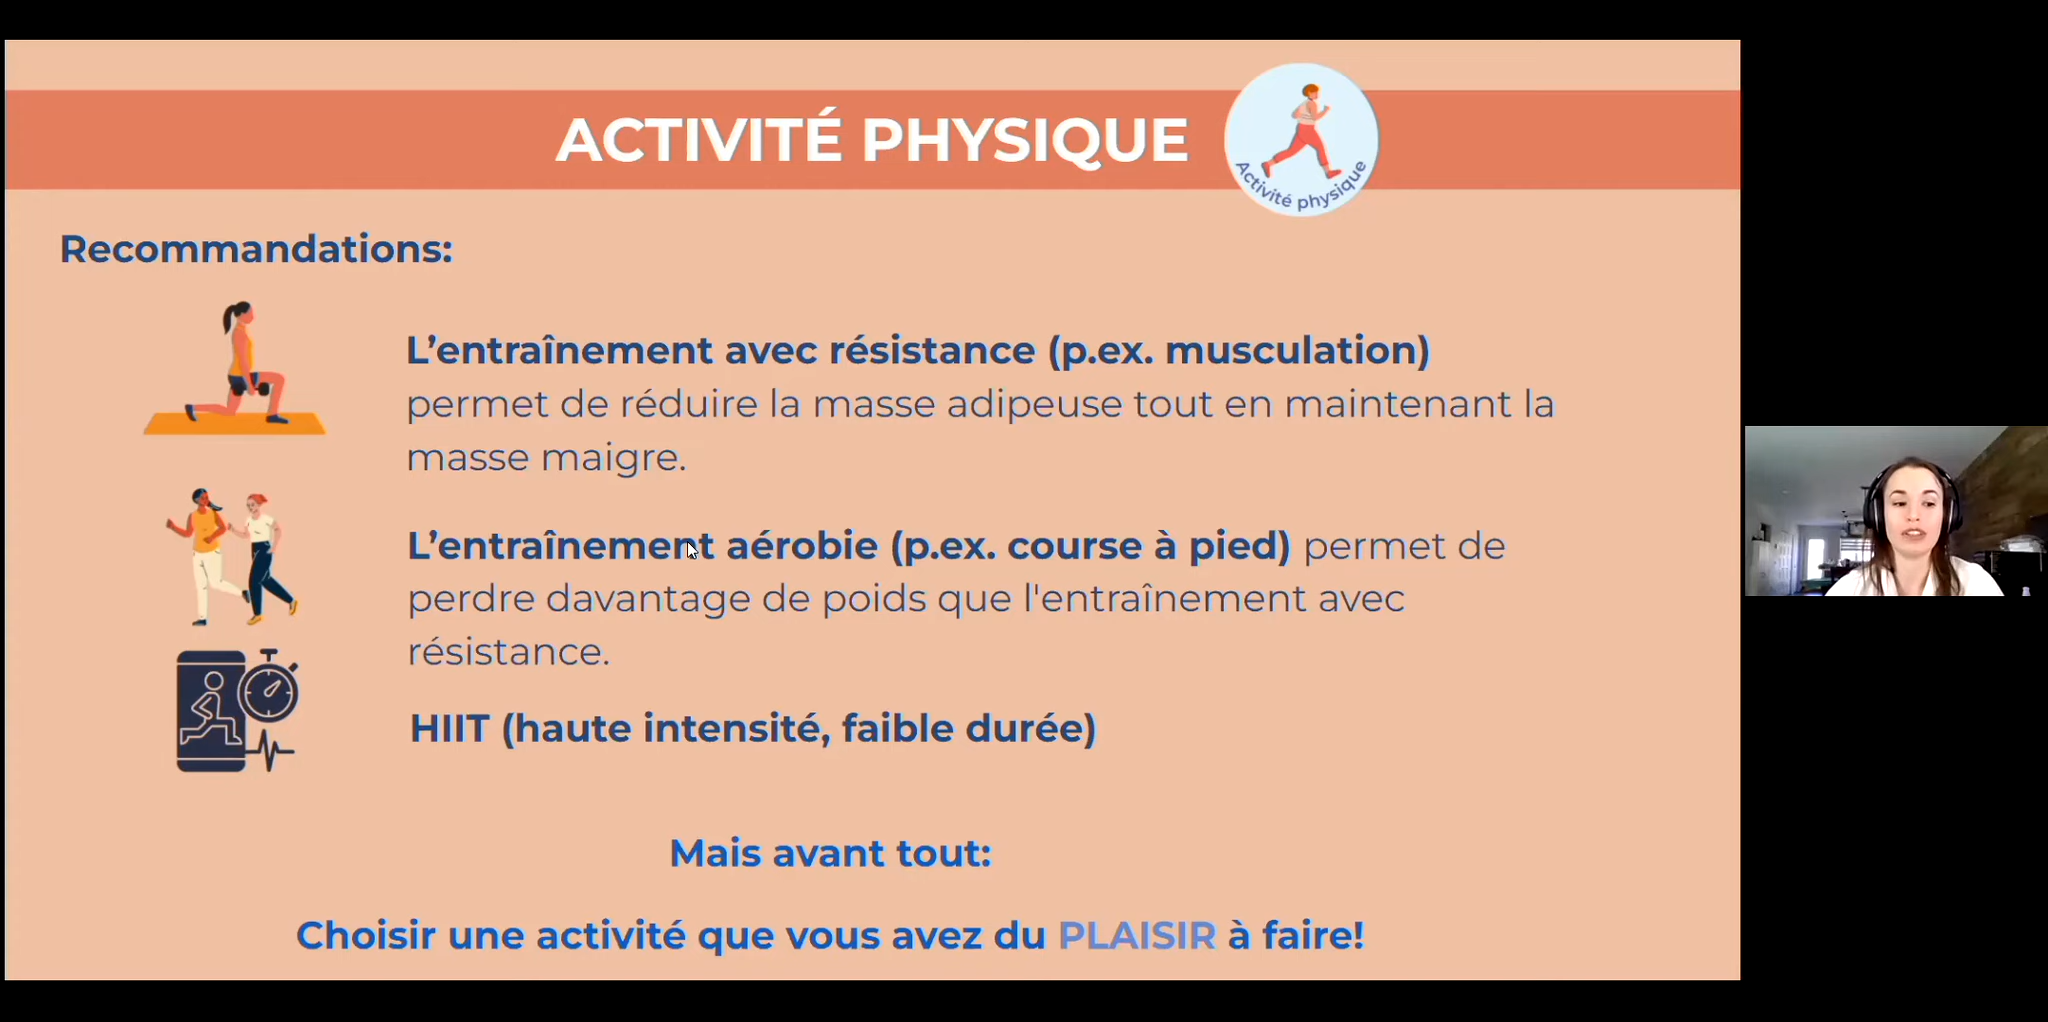 ACTIVITÉ PHYSIQUE
Activité physique
Recommandations:
L’entraînement avec résistance (p.ex. musculation)
permet de réduire la masse adipeuse tout en maintenant la
masse maigre.
L’entraînement aérobie (p.ex. course à pied) permet de
perdre davantage de poids que l'entraînement avec
résistance.
HIIT (haute intensité, faible durée)
Mais avant tout:
Choisir une activité que vous avez du PLAISIR à faire!